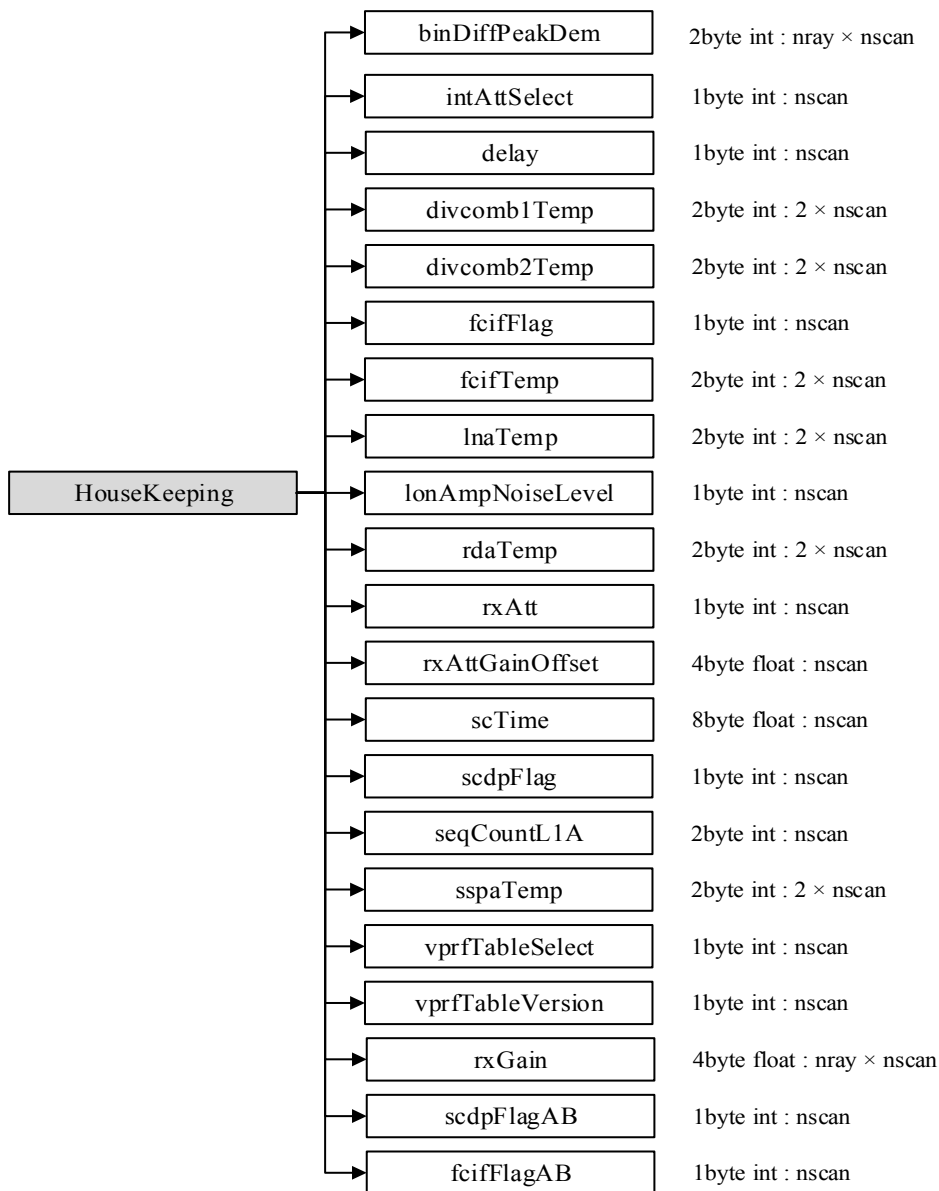 binDiffPeakDem 2byte int : nray × nscan
intAttSelect 1byte int : nscan
delay 1byte int : nscan
divcomb1Temp 2byte int : 2 × nscan
divcomb2Temp 2byte int : 2 × nscan
fcifFlag 1byte int : nscan
fcifTemp 2byte int : 2 × nscan
lnaTemp 2byte int : 2 × nscan
HouseKeeping lonAmpNoiseLevel 1byte int : nscan
rdaTemp 2byte int : 2 × nscan
rxAtt 1byte int : nscan
rxAttGainOffset 4byte float : nscan
scTime 8byte float : nscan
scdpFlag 1byte int : nscan
seqCountL1A 2byte int : nscan
sspaTemp 2byte int : 2 × nscan
vprfTableSelect 1byte int : nscan
vprfTableVersion 1byte int : nscan
rxGain 4byte float : nray × nscan
scdpFlagAB 1byte int : nscan
fcifFlagAB 1byte int : nscan